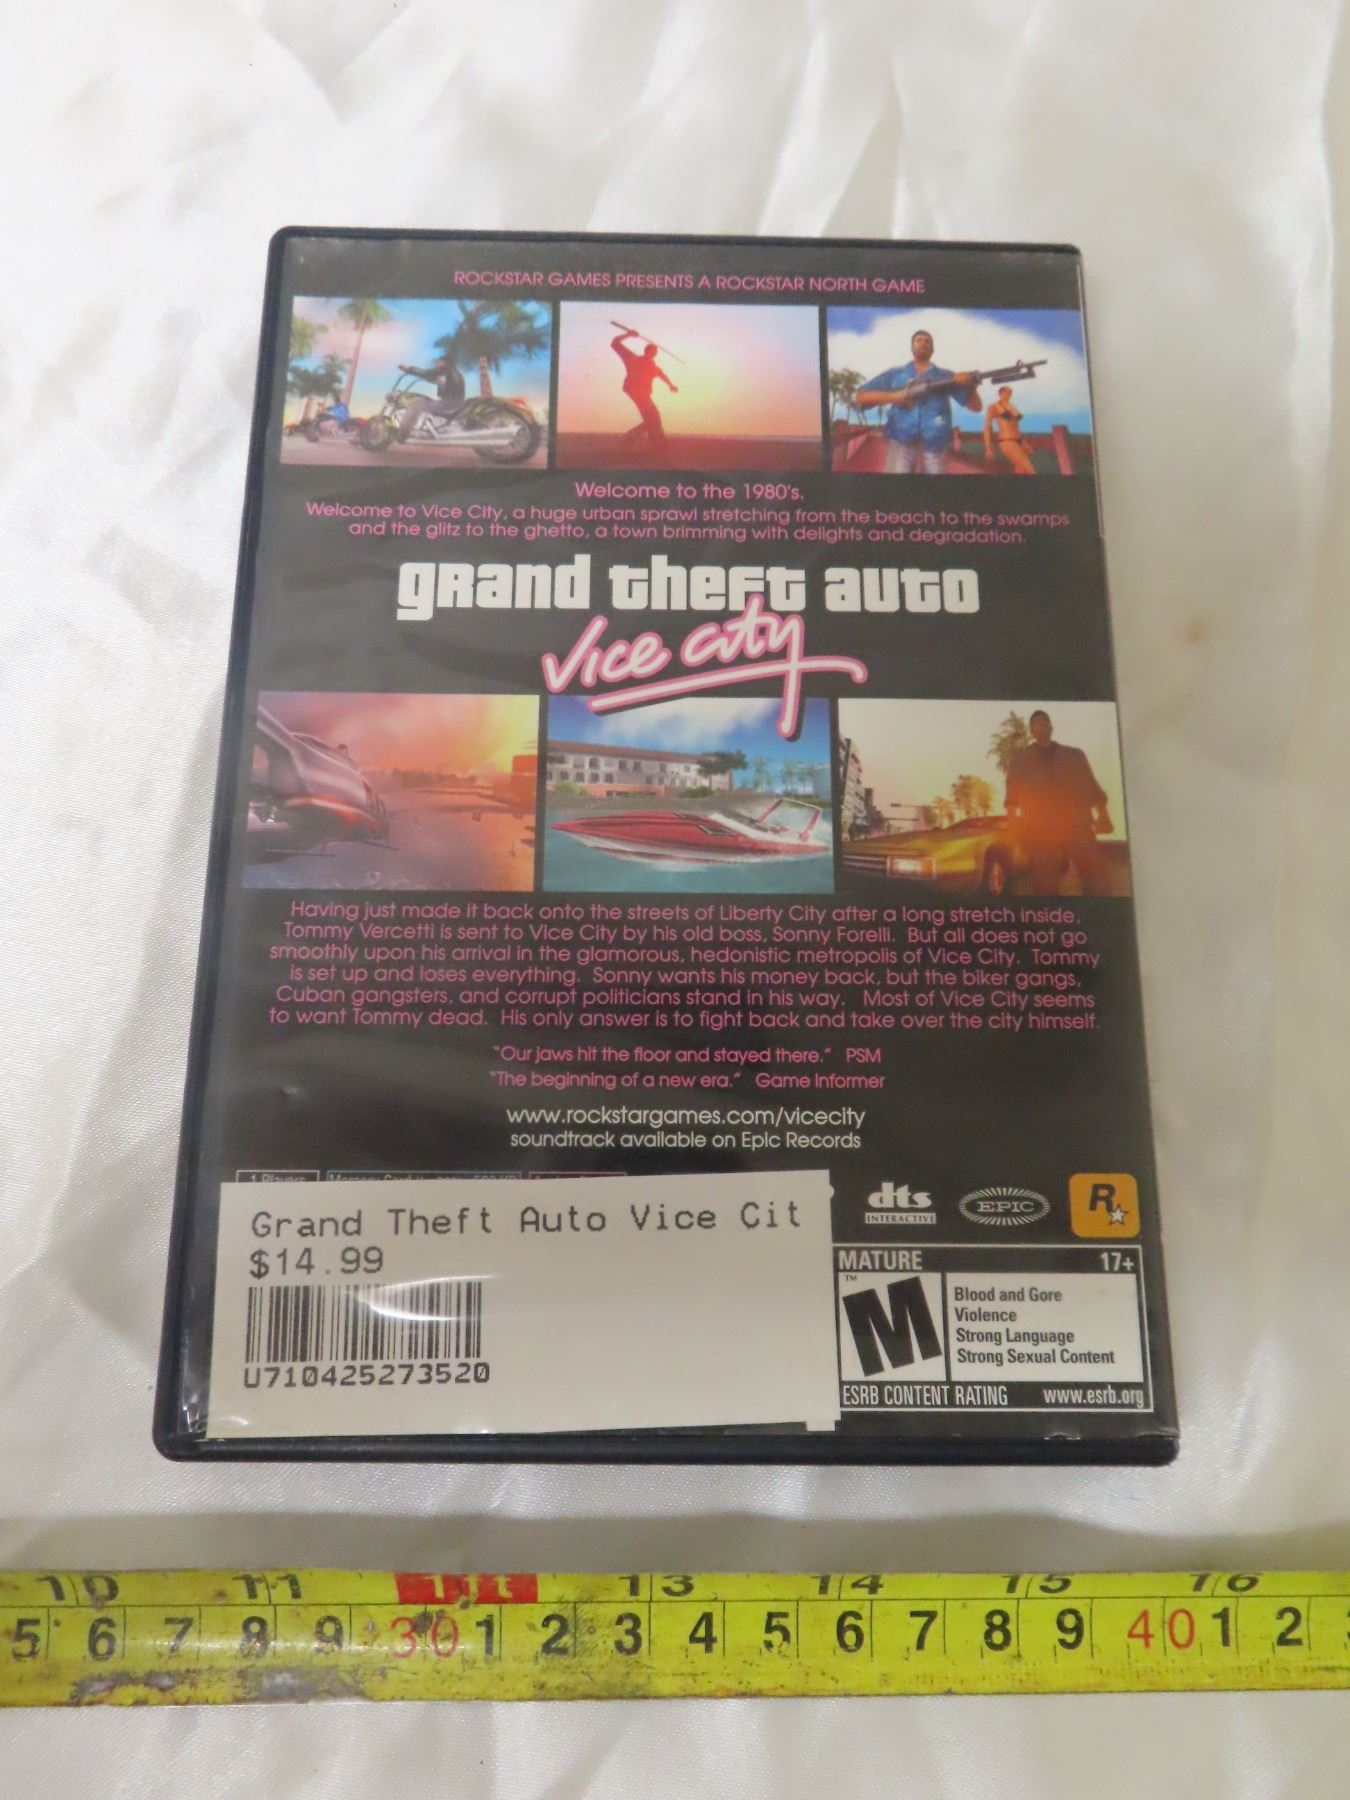 ROCKSTAR GAMES PRESENTS A ROCKSTAR NORTH GAME
Welcome to the 1980's.
Welcome to Vice City, a huge urban sprawl stretching from the beach to the swamps
and the glitz to the ghetto, a town brimming with delights and degradation.
grand theft auto
Vice City
Having just made it back onto the streets of Liberty City after a long stretch inside,
Tommy Vercetti is sent to Vice City by his old boss, Sonny Forelli. But all does not go
smoothly upon his arrival in the glamorous, hedonistic metropolis of Vice City. Tommy
is set up and loses everything. Sonny wants his money back, but the biker gangs,
Cuban gangsters, and corrupt politicians stand in his way. Most of Vice City seems
to want Tommy dead. His only answer is to fight back and take over the city himself.
"Our jaws hit the floor and stayed there." PSM
"The beginning of a new era." Game Informer
www.rockstargames.com/vicecity
soundtrack available on Epic Records
1 Players
Grand Theft Auto Vice Cit
$14.99
U710425273520
dts
INTERACTIVE
EPIC
R
MATURE 17+
TM
M
Blood and Gore
Violence
Strong Language
Strong Sexual Content
ESRB CONTENT RATING www.esrb.org
10 11 1ft 13 14 15 16
5 6 7 8 9 30 1 2 3 4 5 6 7 8 9 40 1 2